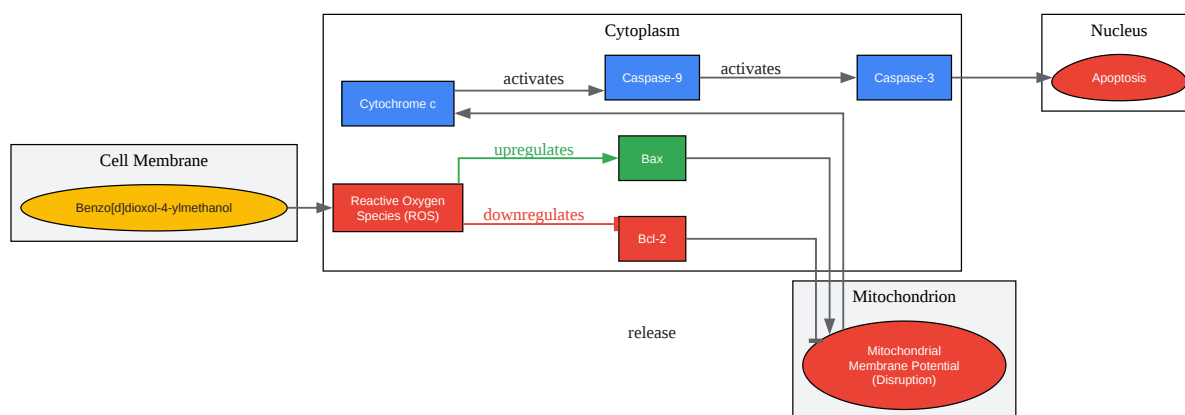 Cytoplasm
Nucleus
activates
Caspase-9
activates
Caspase-3
Apoptosis
Cytochrome c
Cell Membrane
upregulates
Bax
Benzo[d]dioxol-4-ylmethanol
Reactive Oxygen
Species (ROS)
downregulates
Bcl-2
Mitochondrion
release
Mitochondrial
Membrane Potential
(Disruption)